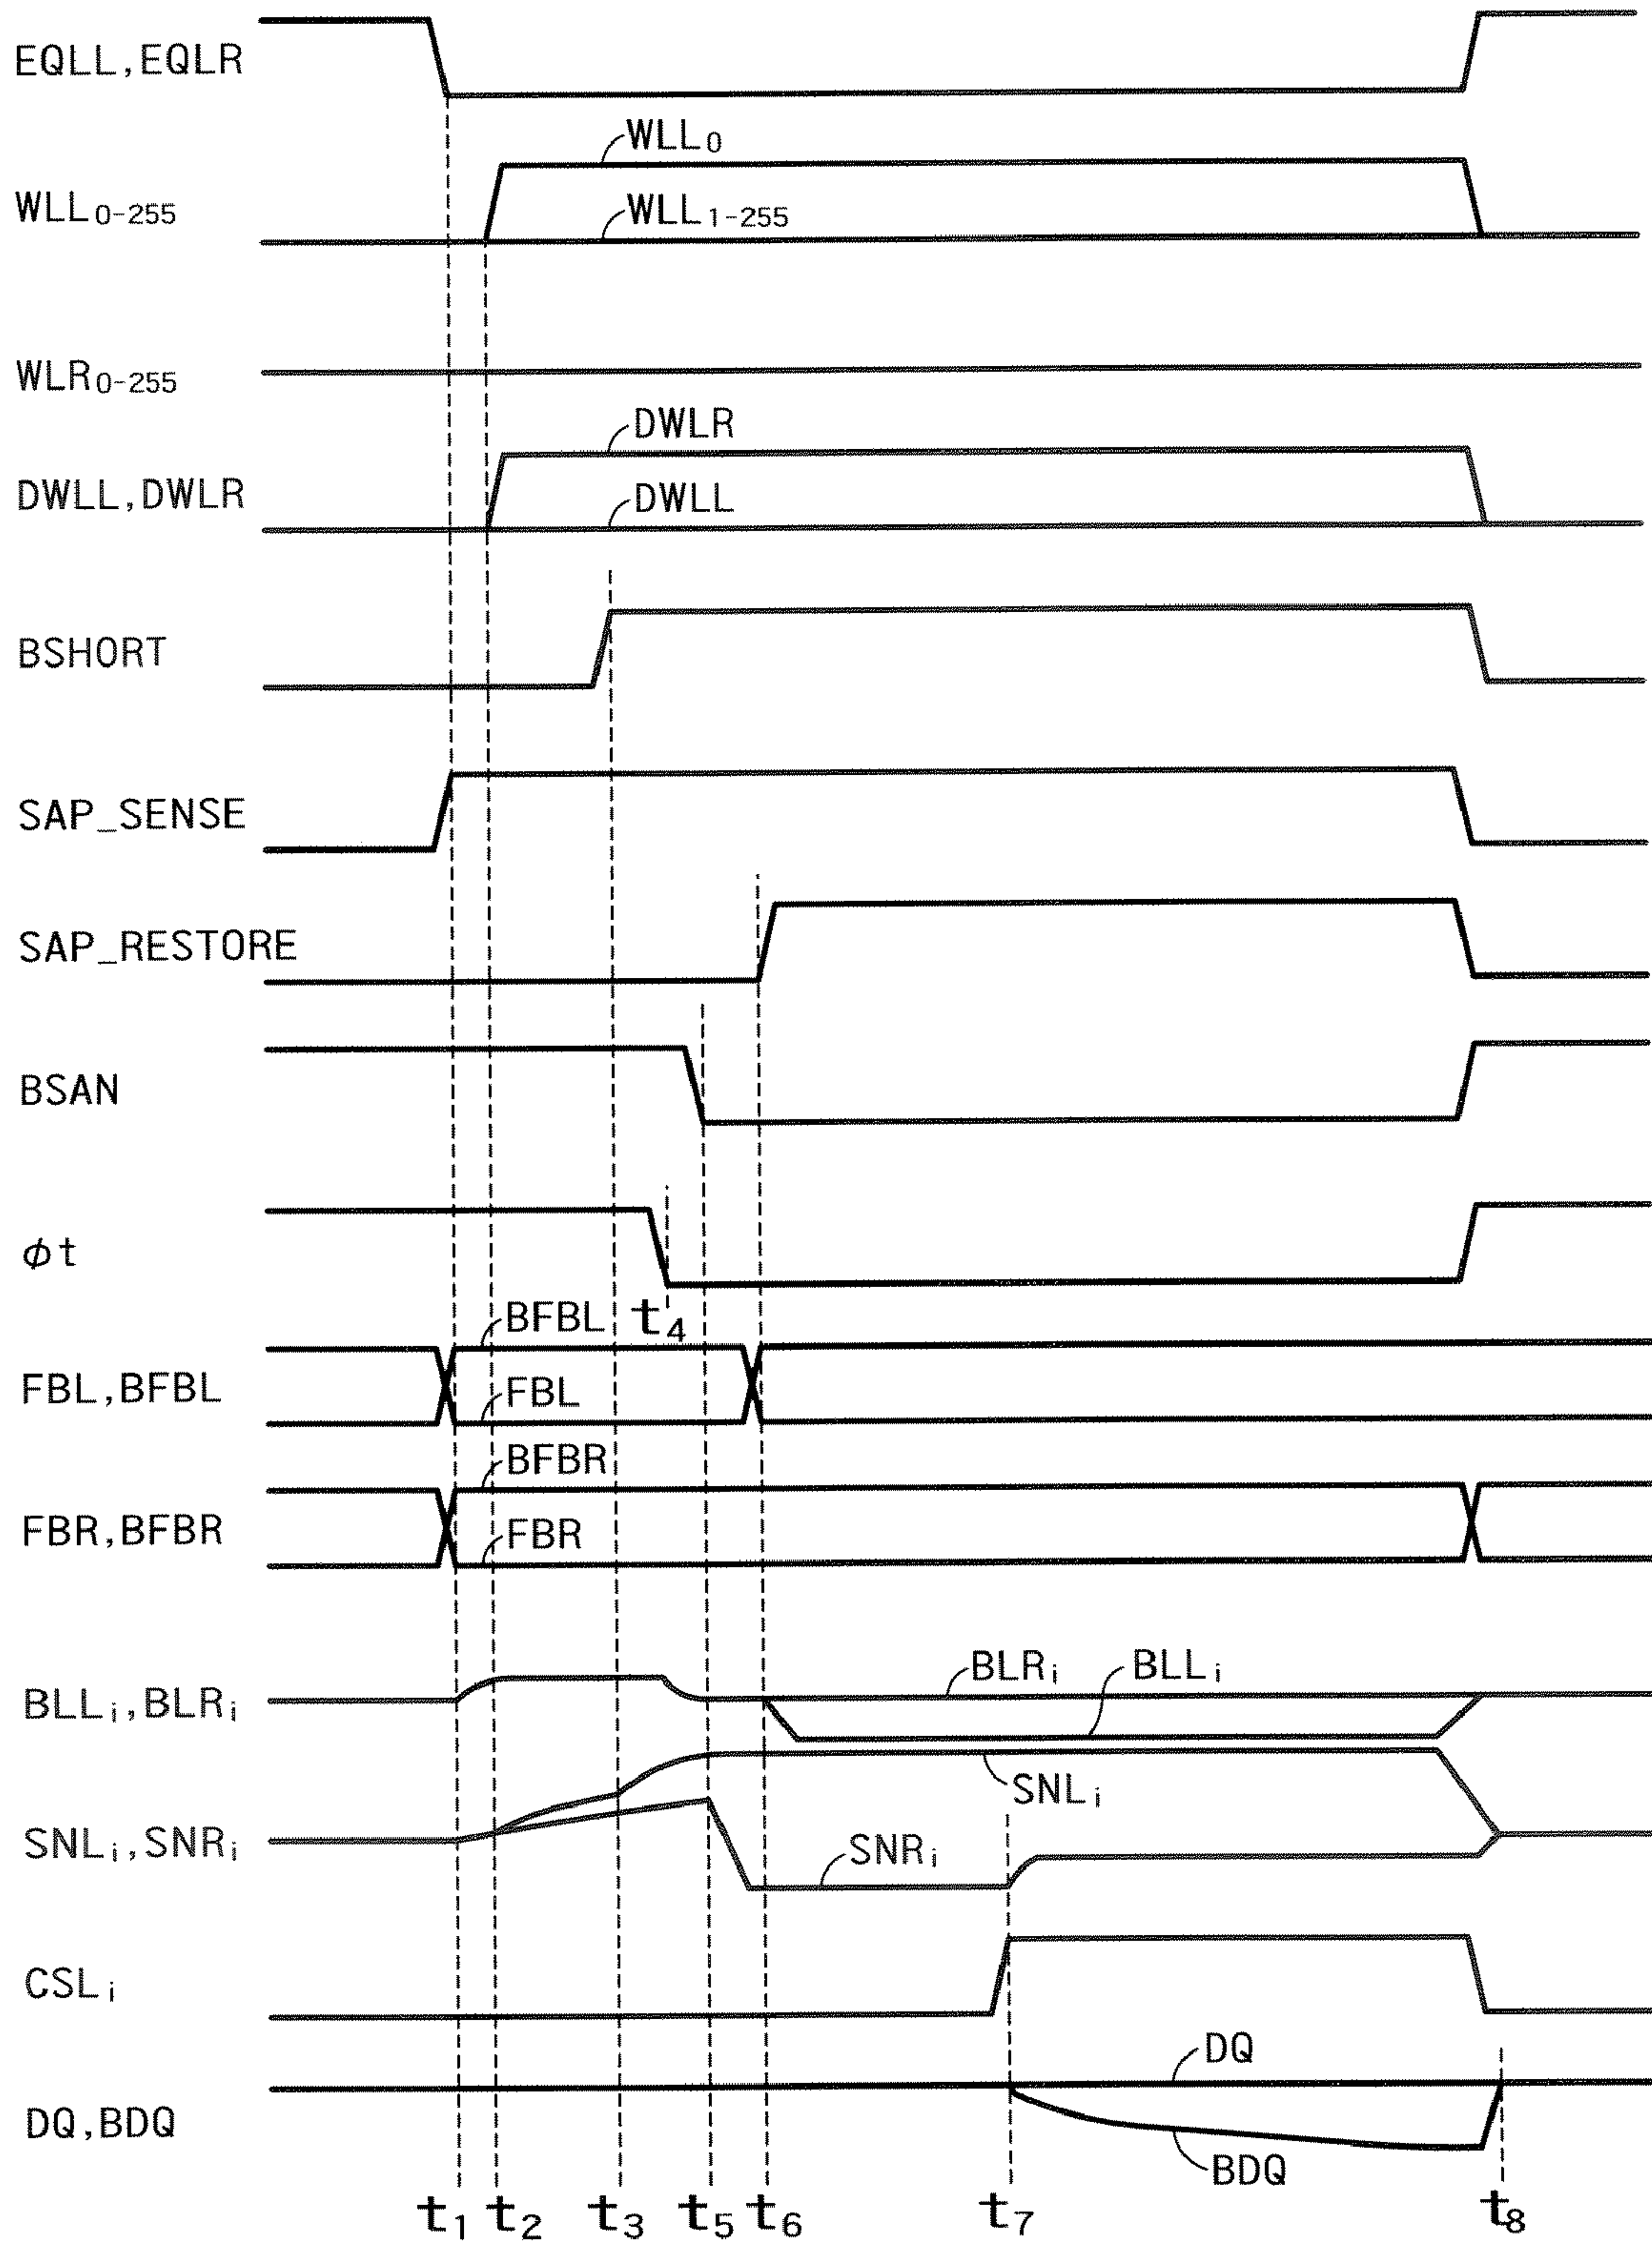 EQLL,EQLR
WLL₀
WLL₀₋₂₅₅
WLL₁₋₂₅₅
WLR₀₋₂₅₅
DWLR
DWLL,DWLR
DWLL
BSHORT
SAP_SENSE
SAP_RESTORE
BSAN
ϕt
t₄
BFBL
FBL,BFBL
FBL
BFBR
FBR,BFBR
FBR
BLRᵢ
BLLᵢ
BLLᵢ,BLRᵢ
SNLᵢ
SNLᵢ,SNRᵢ
SNRᵢ
CSLᵢ
DQ
DQ,BDQ
BDQ
t₁ t₂ t₃ t₅ t₆ t₇ t₈